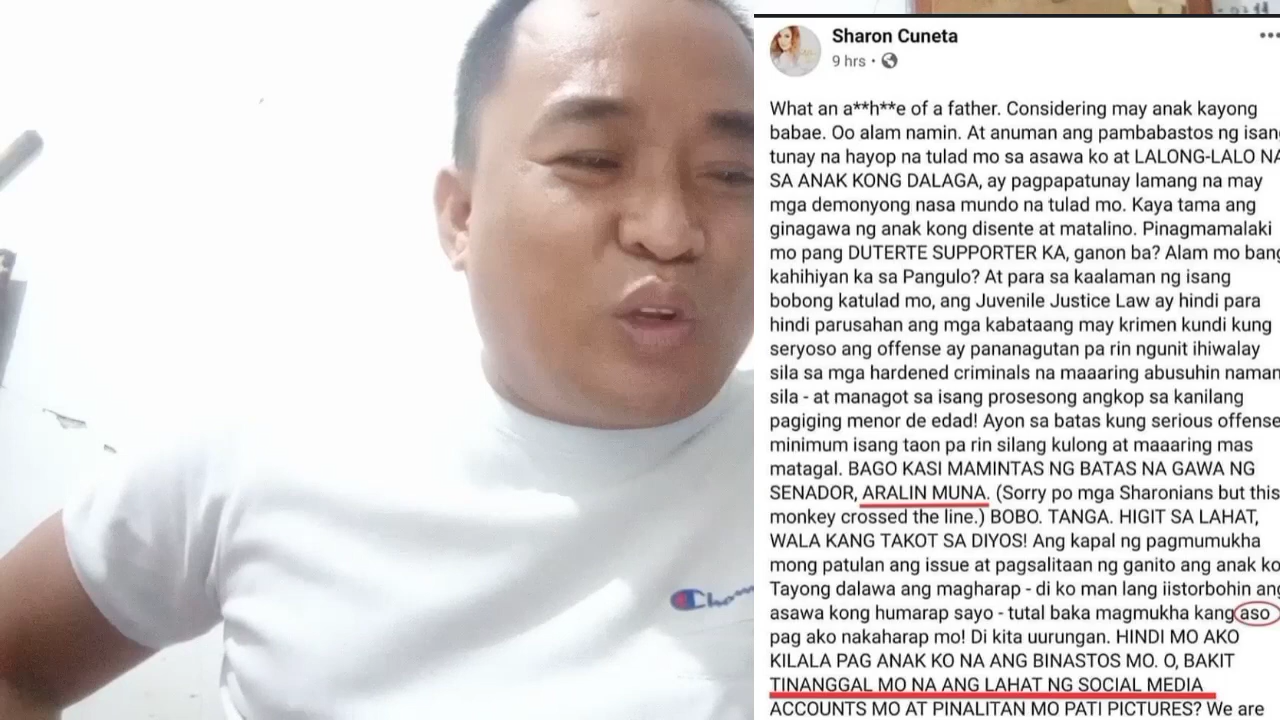 Sharon Cuneta
9 hrs
What an a**h**e of a father. Considering may anak kayong
babae. Oo alam namin. At anuman ang pambabastos ng isang
tunay na hayop na tulad mo sa asawa ko at LALONG-LALO NA
SA ANAK KONG DALAGA, ay pagpapatunay lamang na may
mga demonyong nasa mundo na tulad mo. Kaya tama ang
ginagawa ng anak kong disente at matalino. Pinagmamalaki
mo pang DUTERTE SUPPORTER KA, ganon ba? Alam mo bang
kahihiyan ka sa Pangulo? At para sa kaalaman ng isang
bobong katulad mo, ang Juvenile Justice Law ay hindi para
hindi parusahan ang mga kabataang may krimen kundi kung
seryoso ang offense ay pananagutan pa rin ngunit ihiwalay
sila sa mga hardened criminals na maaaring abusuhin naman
sila - at managot sa isang prosesong angkop sa kanilang
pagiging menor de edad! Ayon sa batas kung serious offense
minimum isang taon pa rin silang kulong at maaaring mas
matagal. BAGO KASI MAMINTAS NG BATAS NA GAWA NG
SENADOR, ARALIN MUNA. (Sorry po mga Sharonians but this
monkey crossed the line.) BOBO. TANGA. HIGIT SA LAHAT,
WALA KANG TAKOT SA DIYOS! Ang kapal ng pagmumukha
mong patulan ang issue at pagsalitaan ng ganito ang anak ko
Tayong dalawa ang magharap - di ko man lang iistorbohin ang
asawa kong humarap sayo - tutal baka magmukha kang aso
pag ako nakaharap mo! Di kita uurungan. HINDI MO AKO
KILALA PAG ANAK KO NA ANG BINASTOS MO. O, BAKIT
TINANGGAL MO NA ANG LAHAT NG SOCIAL MEDIA
ACCOUNTS MO AT PINALITAN MO PATI PICTURES? We are
Cham